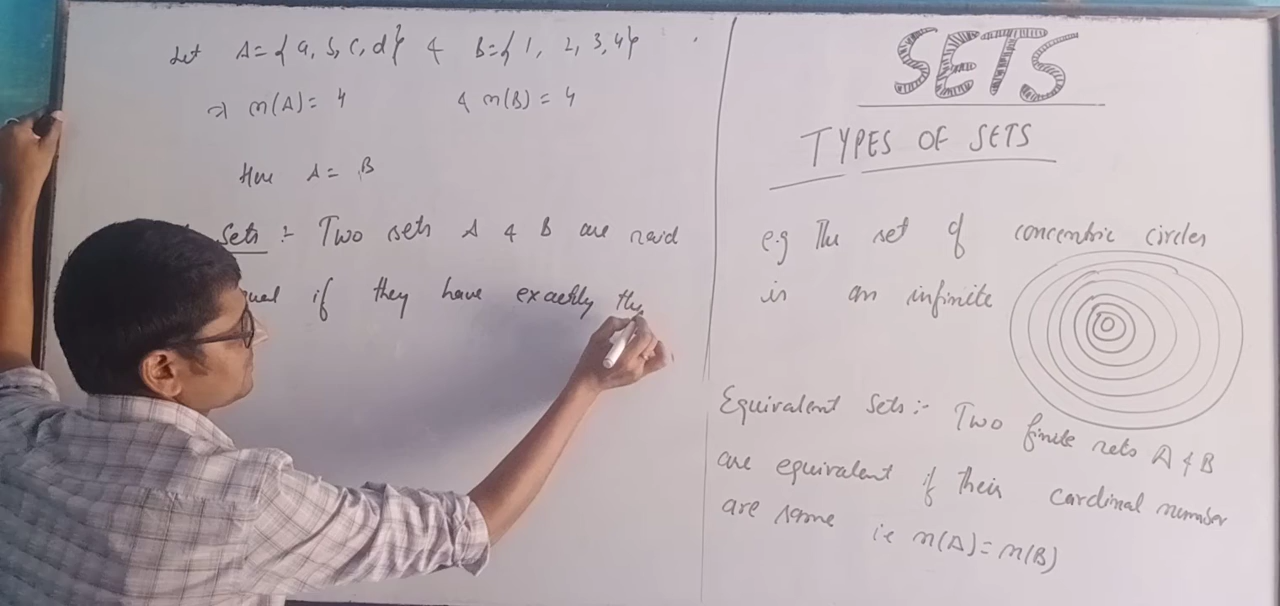 Let A={a, b, c, d} & B={1, 2, 3, 4}
⇒ n(A)= 4 & n(B)= 4
Here A= B
Sets :- Two sets A & B are said
if they have exactly the
SETS
TYPES OF SETS
e.g The set of concentric circles
is an infinite
Equivalent Sets:- Two finite sets A & B
are equivalent if their cardinal number
are same ie n(A)=n(B)